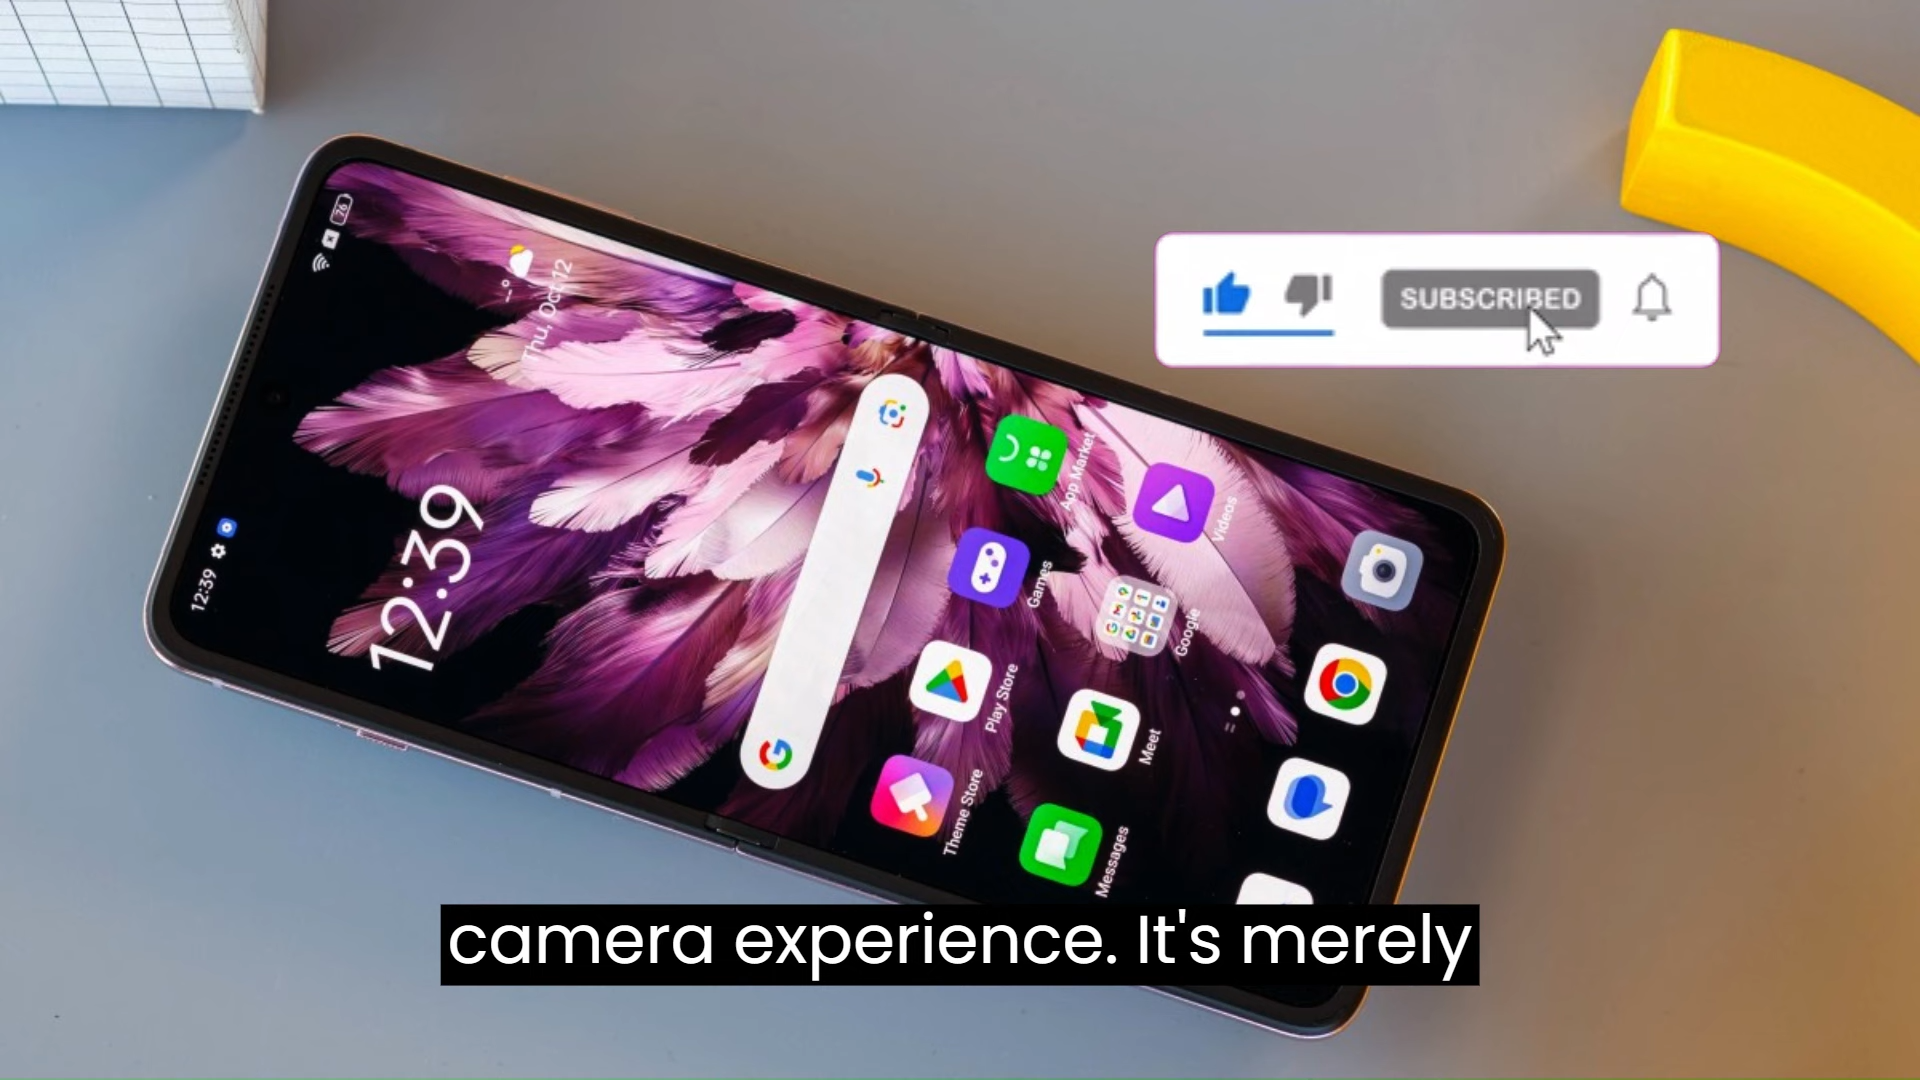 76
12:39
Thu, Oct 12
12:39
App Market
Videos
Games
Google
Play Store
Meet
Theme Store
Messages
SUBSCRIBED
camera experience. It's merely